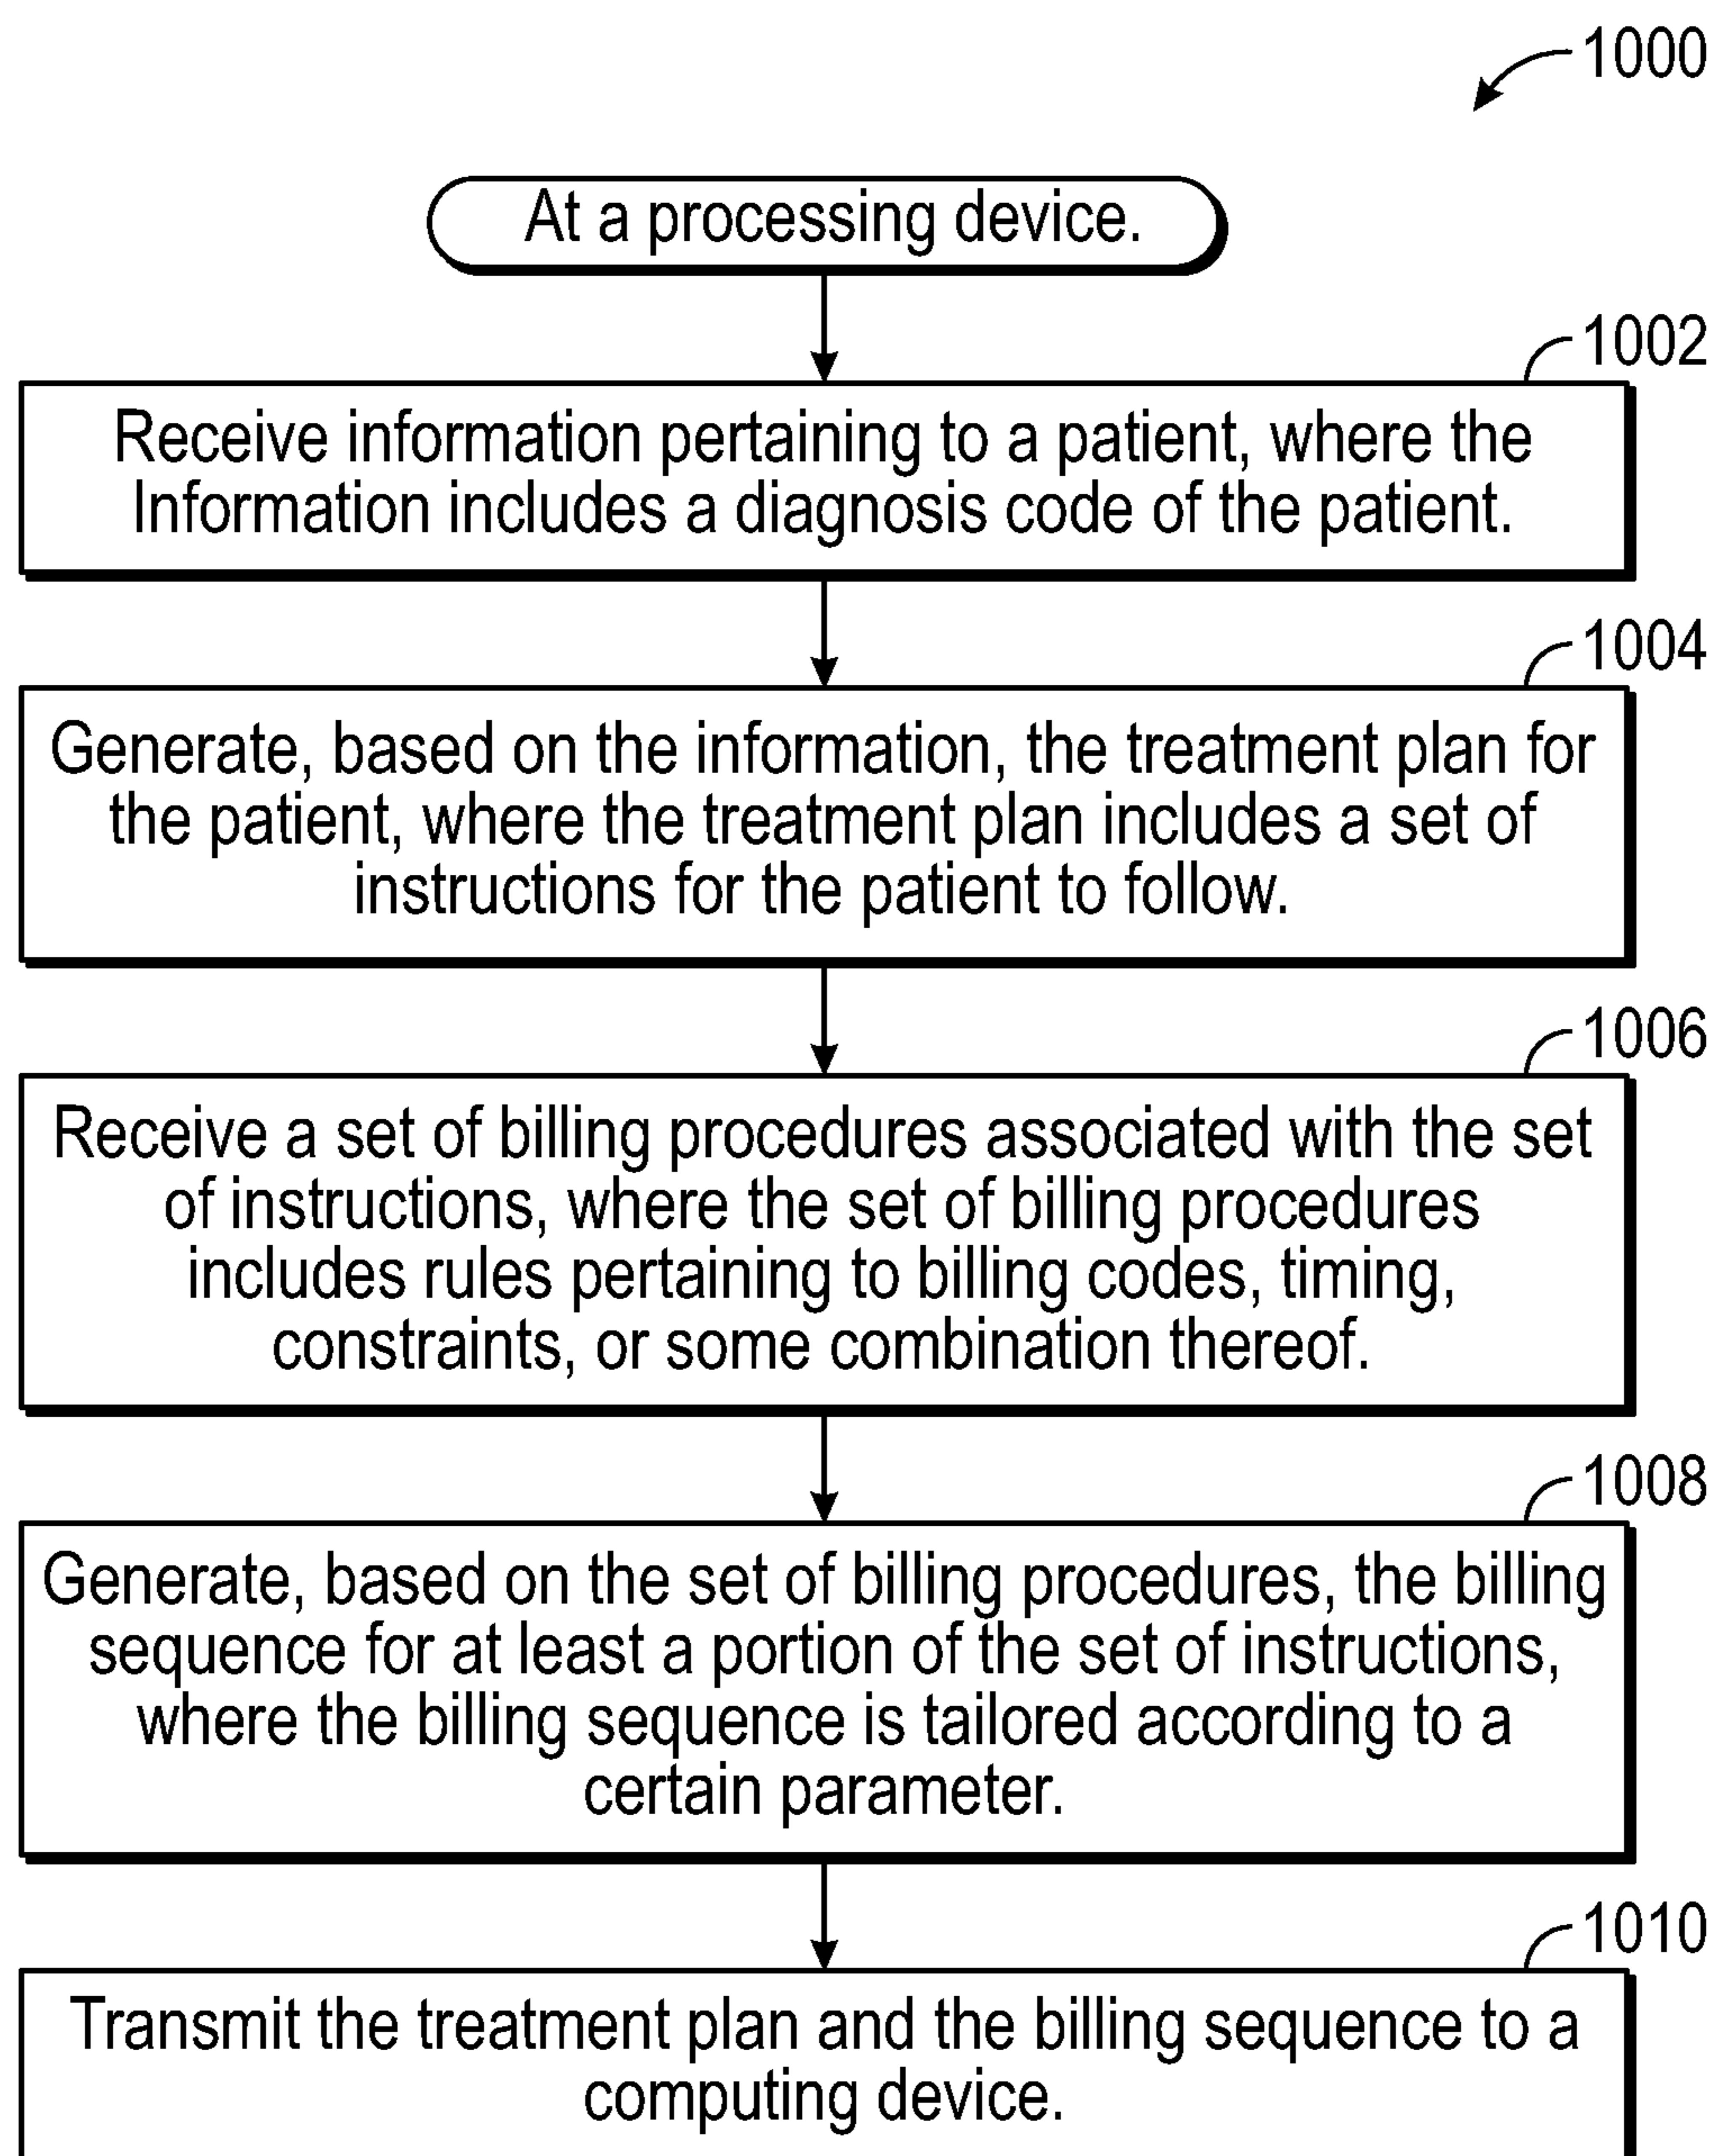 1000
At a processing device.
1002
Receive information pertaining to a patient, where the
Information includes a diagnosis code of the patient.
1004
Generate, based on the information, the treatment plan for
the patient, where the treatment plan includes a set of
instructions for the patient to follow.
1006
Receive a set of billing procedures associated with the set
of instructions, where the set of billing procedures
includes rules pertaining to billing codes, timing,
constraints, or some combination thereof.
1008
Generate, based on the set of billing procedures, the billing
sequence for at least a portion of the set of instructions,
where the billing sequence is tailored according to a
certain parameter.
1010
Transmit the treatment plan and the billing sequence to a
computing device.